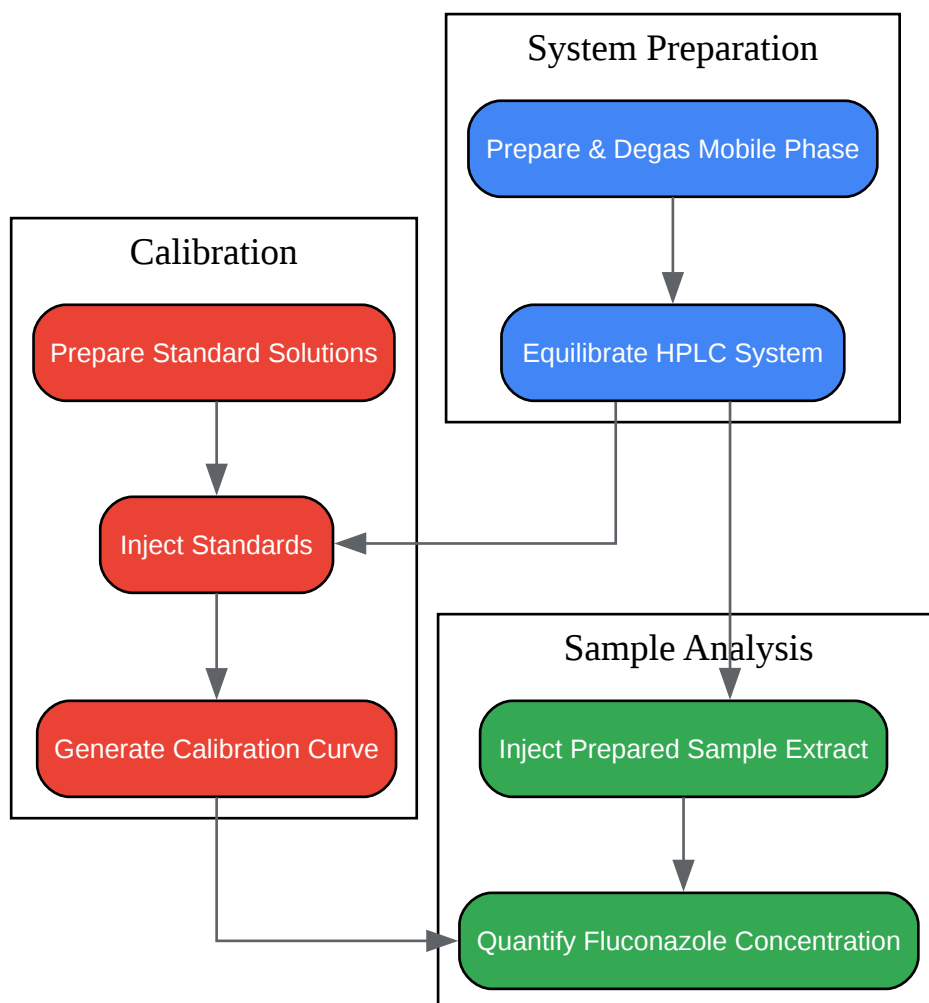 System Preparation
Prepare & Degas Mobile Phase
Equilibrate HPLC System
Calibration
Prepare Standard Solutions
Inject Standards
Generate Calibration Curve
Sample Analysis
Inject Prepared Sample Extract
Quantify Fluconazole Concentration